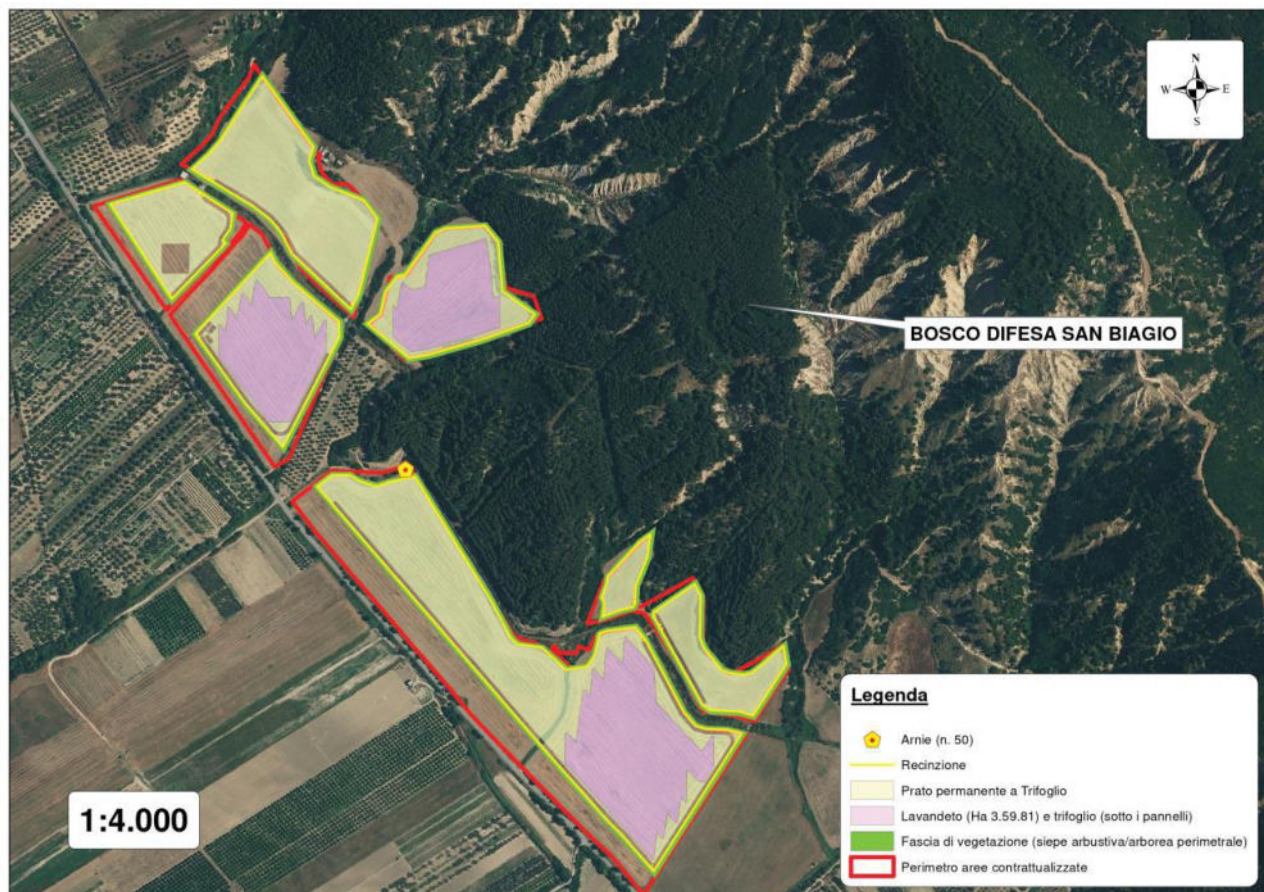 N
W E
S
BOSCO DIFESA SAN BIAGIO
Legenda
Arnie (n. 50)
Recinzione
Prato permanente a Trifoglio
Lavandeto (Ha 3.59.81) e trifoglio (sotto i pannelli)
Fascia di vegetazione (siepe arbustiva/arborea perimetrale)
Perimetro aree contrattualizzate
1:4.000